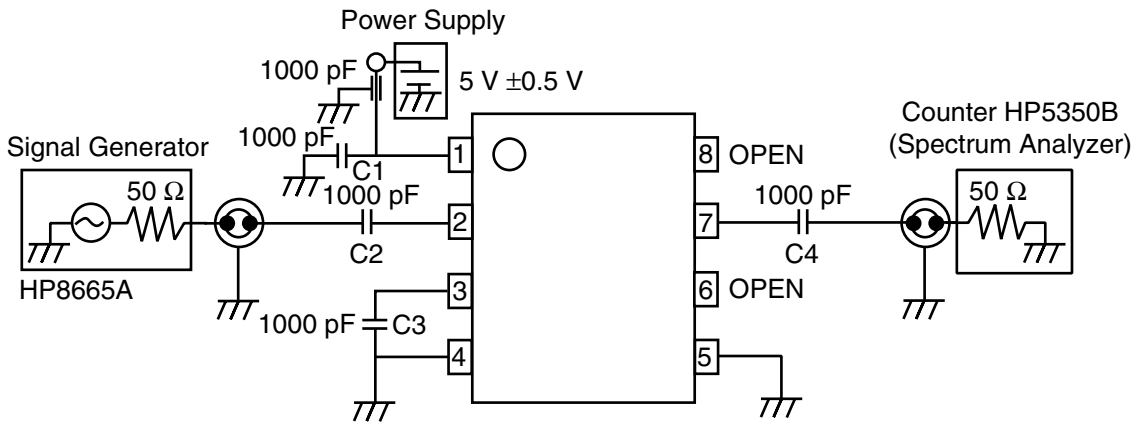 Power Supply
1000 pF
5 V ±0.5 V
1000 pF
C1
Signal Generator
50 Ω
HP8665A
1000 pF
C2
1000 pF
C3
1
2
3
4
8
OPEN
7
6
OPEN
5
1000 pF
C4
Counter HP5350B
(Spectrum Analyzer)
50 Ω